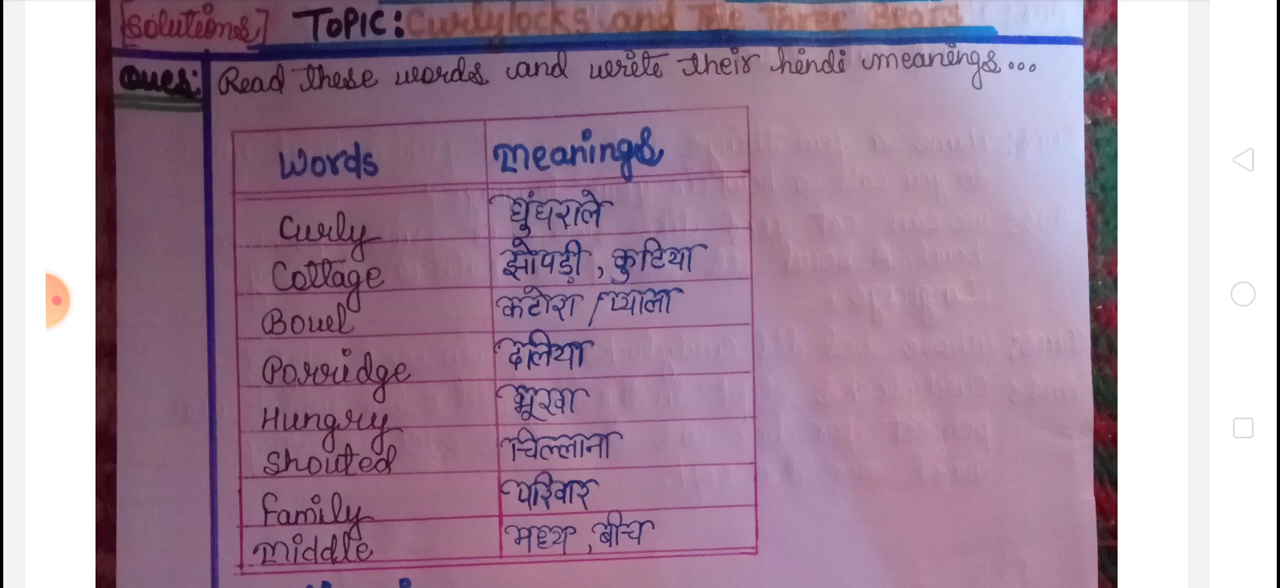 [Solutions] TOPIC: Curlylocks and The Three Bears
Ques: Read these words and write their hindi meanings...
Words meanings
Curly घुंघराले
Cottage झोपड़ी, कुटिया
Bowel कटोरा / प्याला
Porridge दलिया
Hungry भूखा
Shouted चिल्लाना
Family परिवार
Middle मध्य, बीच